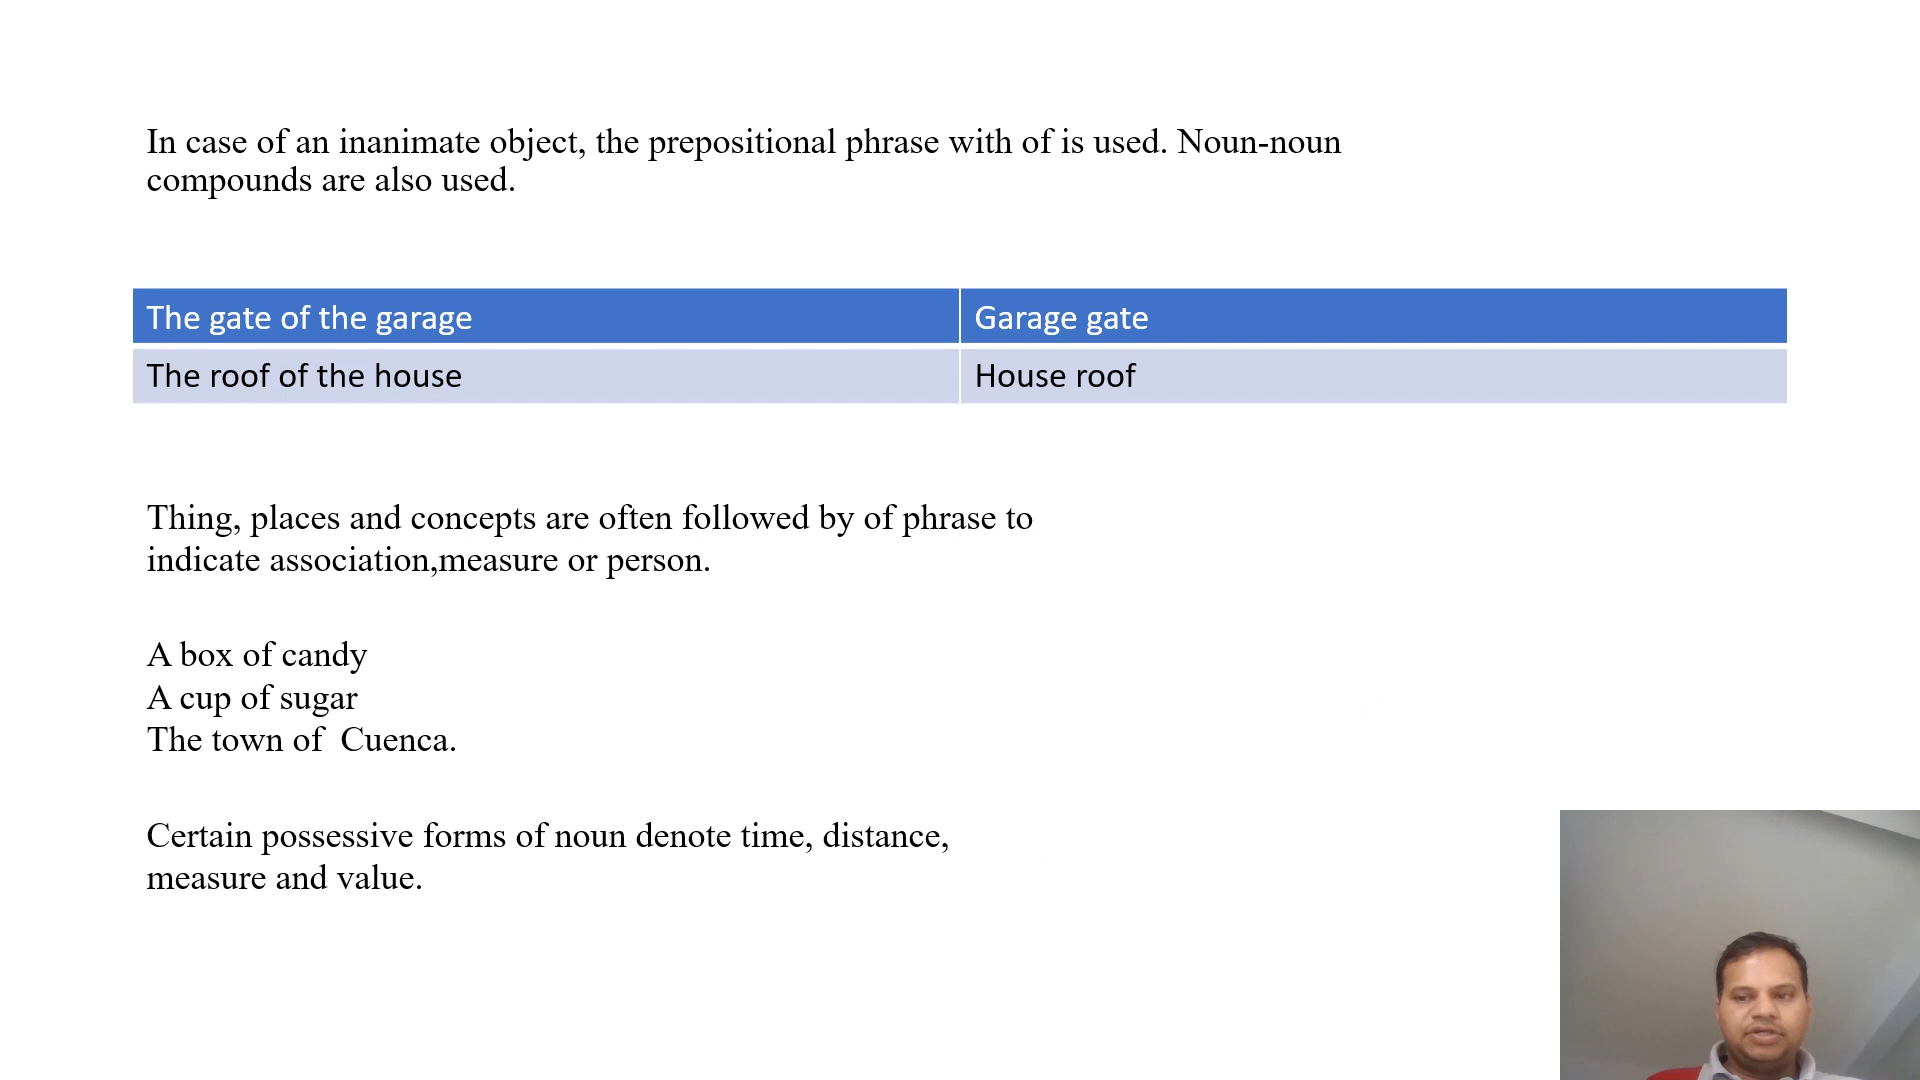 In case of an inanimate object, the prepositional phrase with of is used. Noun-noun
compounds are also used.
The gate of the garage
Garage gate
The roof of the house
House roof
Thing, places and concepts are often followed by of phrase to
indicate association,measure or person.
A box of candy
A cup of sugar
The town of  Cuenca.
Certain possessive forms of noun denote time, distance,
measure and value.